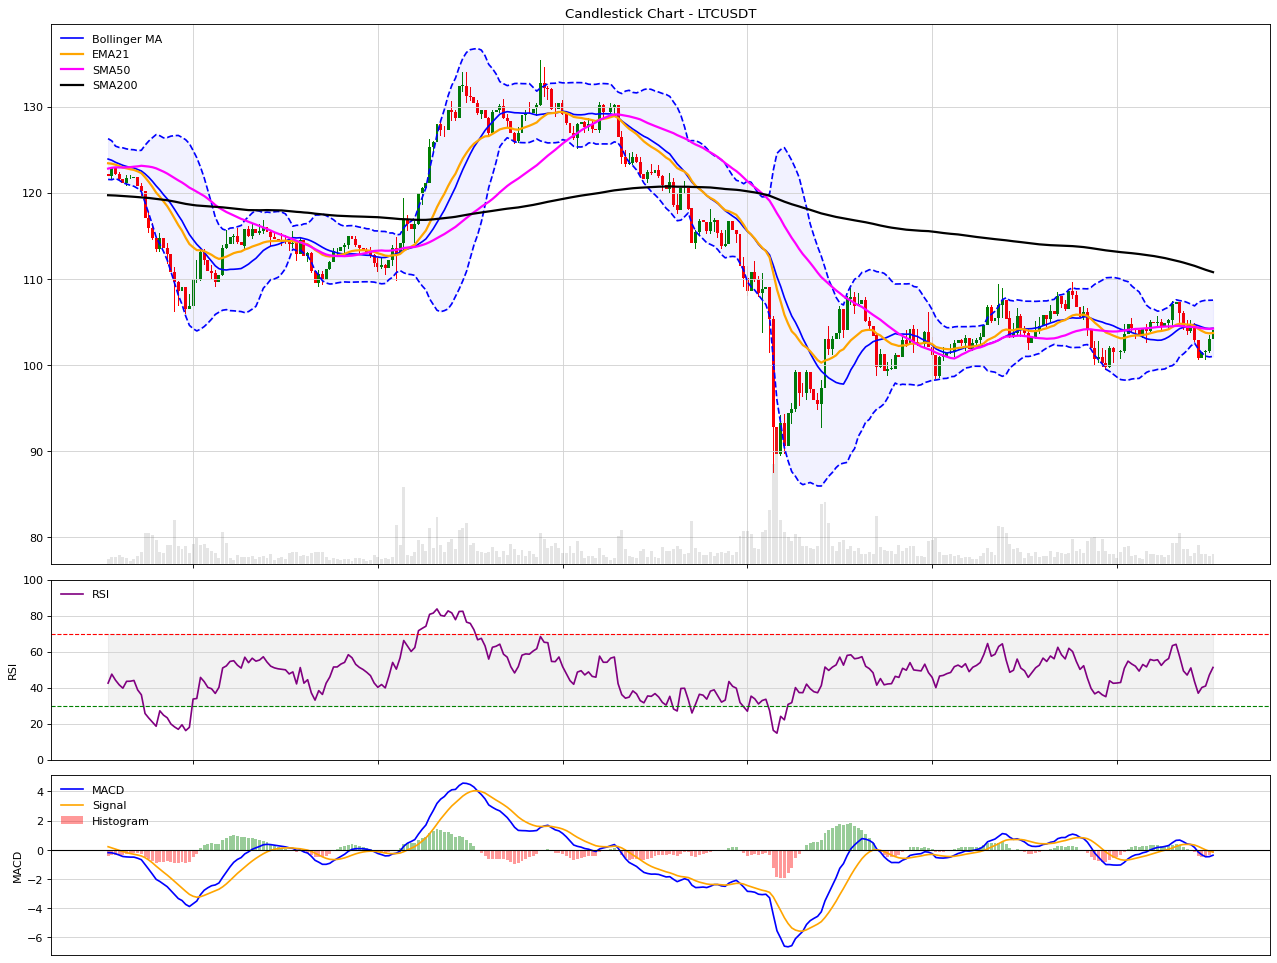 Candlestick Chart - LTCUSDT
Bollinger MA
EMA21
SMA50
SMA200
130
120
110
100
90
80
RSI
100
80
60
40
20
0
RSI
MACD
Signal
Histogram
4
2
0
−2
−4
−6
MACD